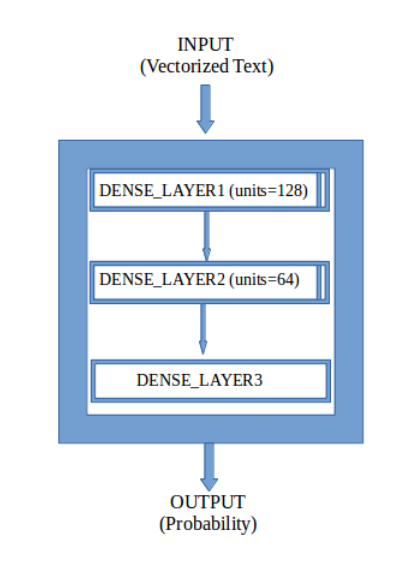 INPUT
(Vectorized Text)
DENSE_LAYER1 (units=128)
DENSE_LAYER2 (units=64)
DENSE_LAYER3
OUTPUT
(Probability)